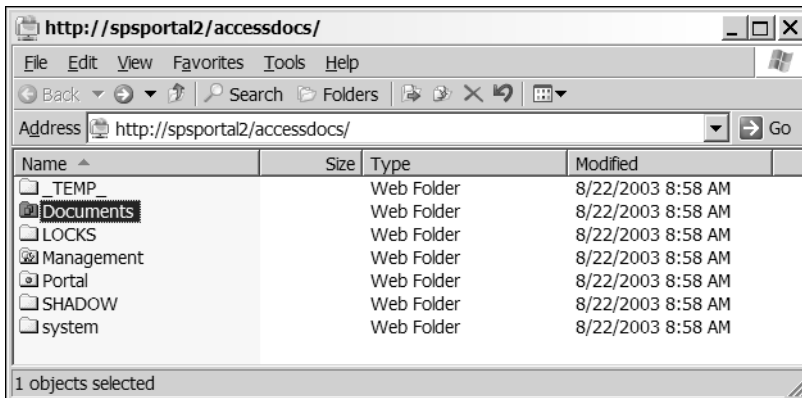 http://spsportal2/accessdocs/
File Edit View Favorites Tools Help
Back Search Folders
Address http://spsportal2/accessdocs/ Go
Name Size Type Modified
_TEMP_ Web Folder 8/22/2003 8:58 AM
Documents Web Folder 8/22/2003 8:58 AM
LOCKS Web Folder 8/22/2003 8:58 AM
Management Web Folder 8/22/2003 8:58 AM
Portal Web Folder 8/22/2003 8:58 AM
SHADOW Web Folder 8/22/2003 8:58 AM
system Web Folder 8/22/2003 8:58 AM
1 objects selected